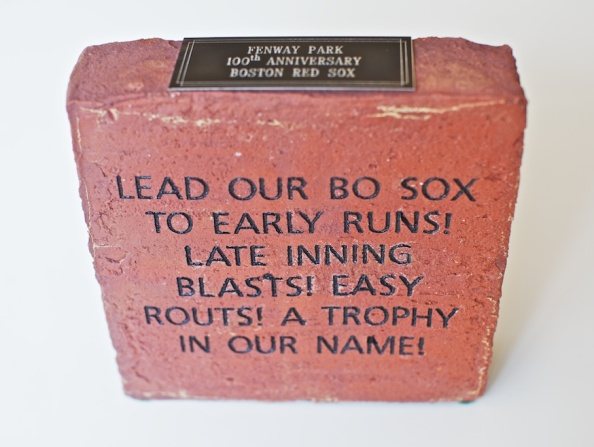 FENWAY PARK
100th ANNIVERSARY
BOSTON RED SOX
LEAD OUR BO SOX
TO EARLY RUNS!
LATE INNING
BLASTS! EASY
ROUTS! A TROPHY
IN OUR NAME!